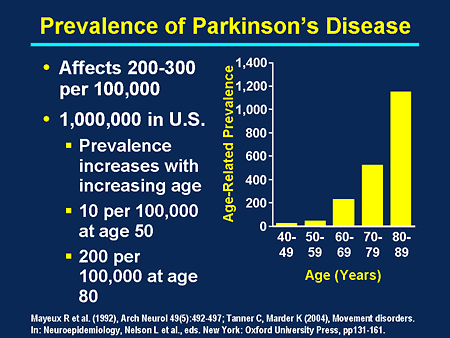 Prevalence of Parkinson's Disease
• Affects 200-300
per 100,000
• 1,000,000 in U.S.
▪ Prevalence
increases with
increasing age
▪ 10 per 100,000
at age 50
▪ 200 per
100,000 at age
80
Age-Related Prevalence
1,400
1,200
1,000
800
600
400
200
0
40-49 50-59 60-69 70-79 80-89
Age (Years)
Mayeux R et al. (1992), Arch Neurol 49(5):492-497; Tanner C, Marder K (2004), Movement disorders.
In: Neuroepidemiology, Nelson L et al., eds. New York: Oxford University Press, pp131-161.